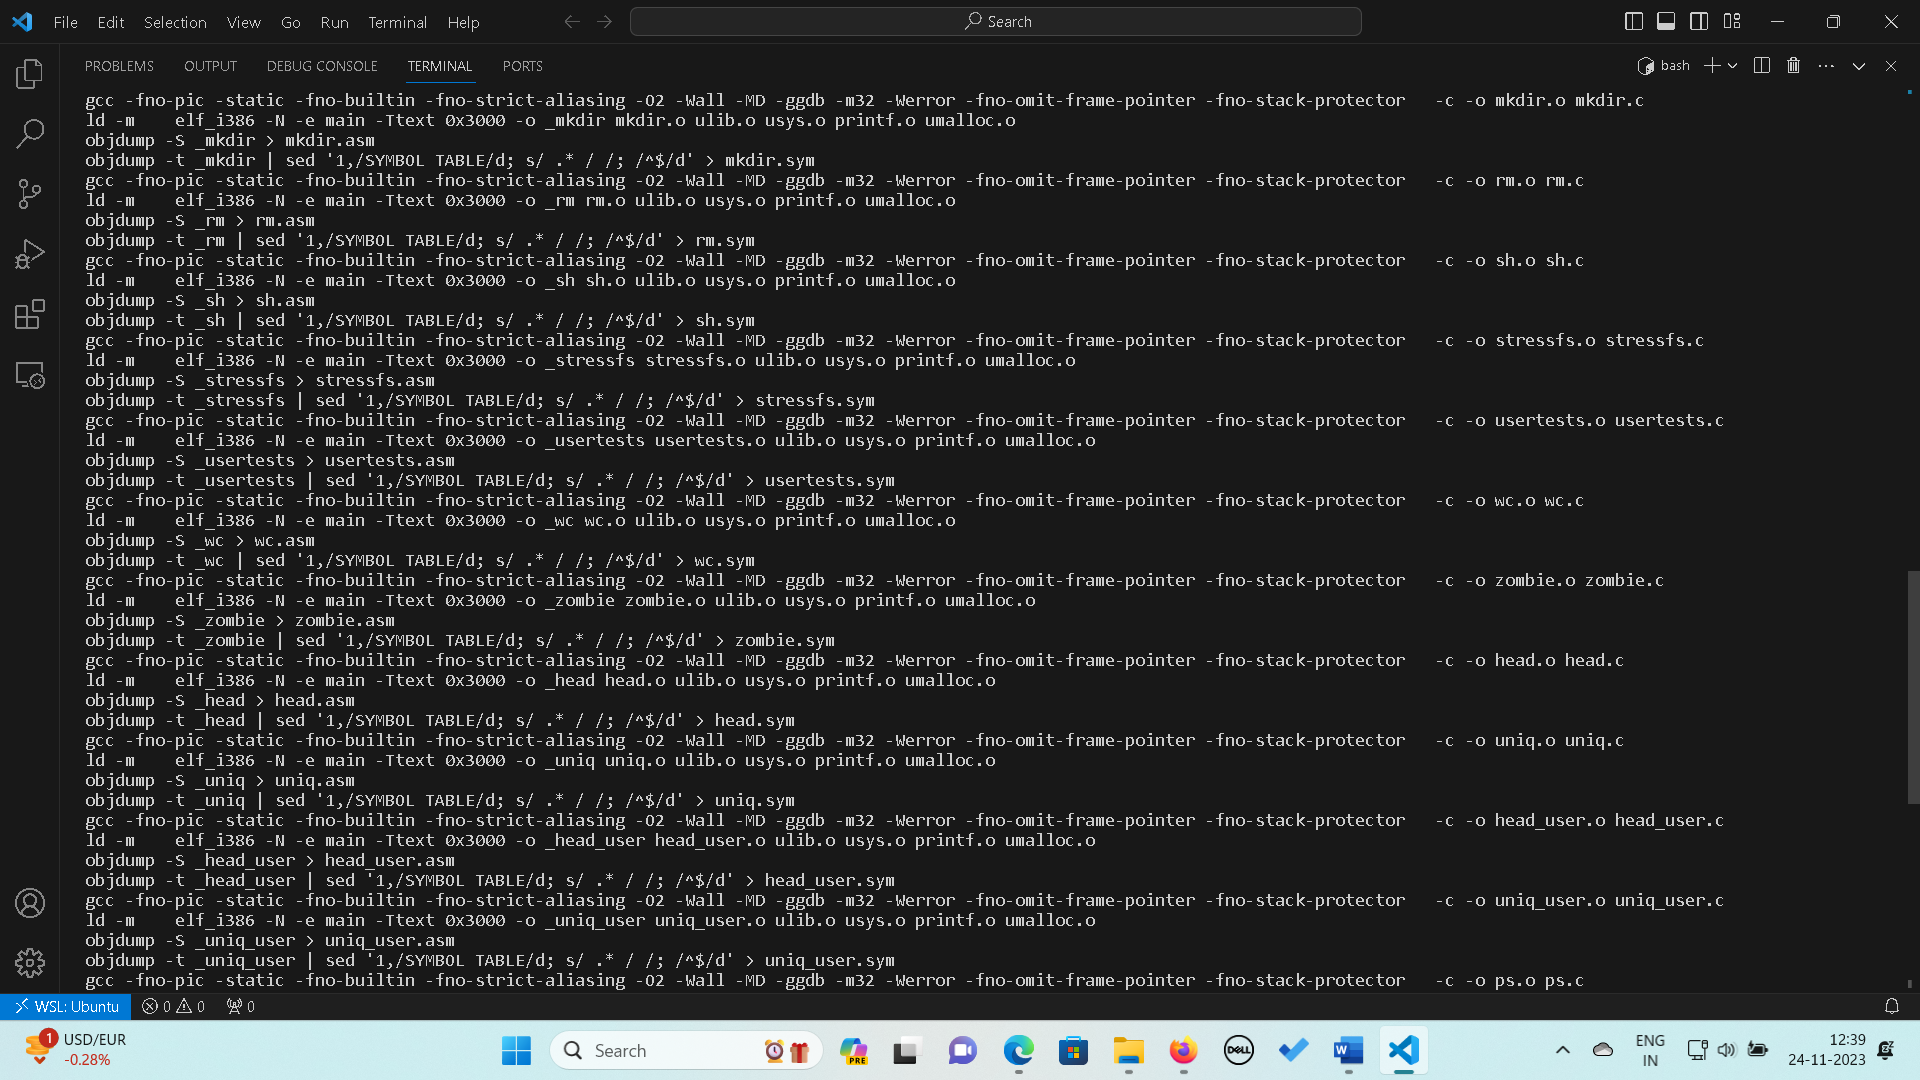 File Edit Selection View Go Run Terminal Help Search
PROBLEMS OUTPUT DEBUG CONSOLE TERMINAL PORTS bash
gcc -fno-pic -static -fno-builtin -fno-strict-aliasing -O2 -Wall -MD -ggdb -m32 -Werror -fno-omit-frame-pointer -fno-stack-protector   -c -o mkdir.o mkdir.c
ld -m    elf_i386 -N -e main -Ttext 0x3000 -o _mkdir mkdir.o ulib.o usys.o printf.o umalloc.o
objdump -S _mkdir > mkdir.asm
objdump -t _mkdir | sed '1,/SYMBOL TABLE/d; s/ .* / /; /^$/d' > mkdir.sym
gcc -fno-pic -static -fno-builtin -fno-strict-aliasing -O2 -Wall -MD -ggdb -m32 -Werror -fno-omit-frame-pointer -fno-stack-protector   -c -o rm.o rm.c
ld -m    elf_i386 -N -e main -Ttext 0x3000 -o _rm rm.o ulib.o usys.o printf.o umalloc.o
objdump -S _rm > rm.asm
objdump -t _rm | sed '1,/SYMBOL TABLE/d; s/ .* / /; /^$/d' > rm.sym
gcc -fno-pic -static -fno-builtin -fno-strict-aliasing -O2 -Wall -MD -ggdb -m32 -Werror -fno-omit-frame-pointer -fno-stack-protector   -c -o sh.o sh.c
ld -m    elf_i386 -N -e main -Ttext 0x3000 -o _sh sh.o ulib.o usys.o printf.o umalloc.o
objdump -S _sh > sh.asm
objdump -t _sh | sed '1,/SYMBOL TABLE/d; s/ .* / /; /^$/d' > sh.sym
gcc -fno-pic -static -fno-builtin -fno-strict-aliasing -O2 -Wall -MD -ggdb -m32 -Werror -fno-omit-frame-pointer -fno-stack-protector   -c -o stressfs.o stressfs.c
ld -m    elf_i386 -N -e main -Ttext 0x3000 -o _stressfs stressfs.o ulib.o usys.o printf.o umalloc.o
objdump -S _stressfs > stressfs.asm
objdump -t _stressfs | sed '1,/SYMBOL TABLE/d; s/ .* / /; /^$/d' > stressfs.sym
gcc -fno-pic -static -fno-builtin -fno-strict-aliasing -O2 -Wall -MD -ggdb -m32 -Werror -fno-omit-frame-pointer -fno-stack-protector   -c -o usertests.o usertests.c
ld -m    elf_i386 -N -e main -Ttext 0x3000 -o _usertests usertests.o ulib.o usys.o printf.o umalloc.o
objdump -S _usertests > usertests.asm
objdump -t _usertests | sed '1,/SYMBOL TABLE/d; s/ .* / /; /^$/d' > usertests.sym
gcc -fno-pic -static -fno-builtin -fno-strict-aliasing -O2 -Wall -MD -ggdb -m32 -Werror -fno-omit-frame-pointer -fno-stack-protector   -c -o wc.o wc.c
ld -m    elf_i386 -N -e main -Ttext 0x3000 -o _wc wc.o ulib.o usys.o printf.o umalloc.o
objdump -S _wc > wc.asm
objdump -t _wc | sed '1,/SYMBOL TABLE/d; s/ .* / /; /^$/d' > wc.sym
gcc -fno-pic -static -fno-builtin -fno-strict-aliasing -O2 -Wall -MD -ggdb -m32 -Werror -fno-omit-frame-pointer -fno-stack-protector   -c -o zombie.o zombie.c
ld -m    elf_i386 -N -e main -Ttext 0x3000 -o _zombie zombie.o ulib.o usys.o printf.o umalloc.o
objdump -S _zombie > zombie.asm
objdump -t _zombie | sed '1,/SYMBOL TABLE/d; s/ .* / /; /^$/d' > zombie.sym
gcc -fno-pic -static -fno-builtin -fno-strict-aliasing -O2 -Wall -MD -ggdb -m32 -Werror -fno-omit-frame-pointer -fno-stack-protector   -c -o head.o head.c
ld -m    elf_i386 -N -e main -Ttext 0x3000 -o _head head.o ulib.o usys.o printf.o umalloc.o
objdump -S _head > head.asm
objdump -t _head | sed '1,/SYMBOL TABLE/d; s/ .* / /; /^$/d' > head.sym
gcc -fno-pic -static -fno-builtin -fno-strict-aliasing -O2 -Wall -MD -ggdb -m32 -Werror -fno-omit-frame-pointer -fno-stack-protector   -c -o uniq.o uniq.c
ld -m    elf_i386 -N -e main -Ttext 0x3000 -o _uniq uniq.o ulib.o usys.o printf.o umalloc.o
objdump -S _uniq > uniq.asm
objdump -t _uniq | sed '1,/SYMBOL TABLE/d; s/ .* / /; /^$/d' > uniq.sym
gcc -fno-pic -static -fno-builtin -fno-strict-aliasing -O2 -Wall -MD -ggdb -m32 -Werror -fno-omit-frame-pointer -fno-stack-protector   -c -o head_user.o head_user.c
ld -m    elf_i386 -N -e main -Ttext 0x3000 -o _head_user head_user.o ulib.o usys.o printf.o umalloc.o
objdump -S _head_user > head_user.asm
objdump -t _head_user | sed '1,/SYMBOL TABLE/d; s/ .* / /; /^$/d' > head_user.sym
gcc -fno-pic -static -fno-builtin -fno-strict-aliasing -O2 -Wall -MD -ggdb -m32 -Werror -fno-omit-frame-pointer -fno-stack-protector   -c -o uniq_user.o uniq_user.c
ld -m    elf_i386 -N -e main -Ttext 0x3000 -o _uniq_user uniq_user.o ulib.o usys.o printf.o umalloc.o
objdump -S _uniq_user > uniq_user.asm
objdump -t _uniq_user | sed '1,/SYMBOL TABLE/d; s/ .* / /; /^$/d' > uniq_user.sym
gcc -fno-pic -static -fno-builtin -fno-strict-aliasing -O2 -Wall -MD -ggdb -m32 -Werror -fno-omit-frame-pointer -fno-stack-protector   -c -o ps.o ps.c
WSL: Ubuntu 0 0 0
1 USD/EUR
-0.28%
Search
PRE
DELL
W
ENG
IN
12:39
24-11-2023